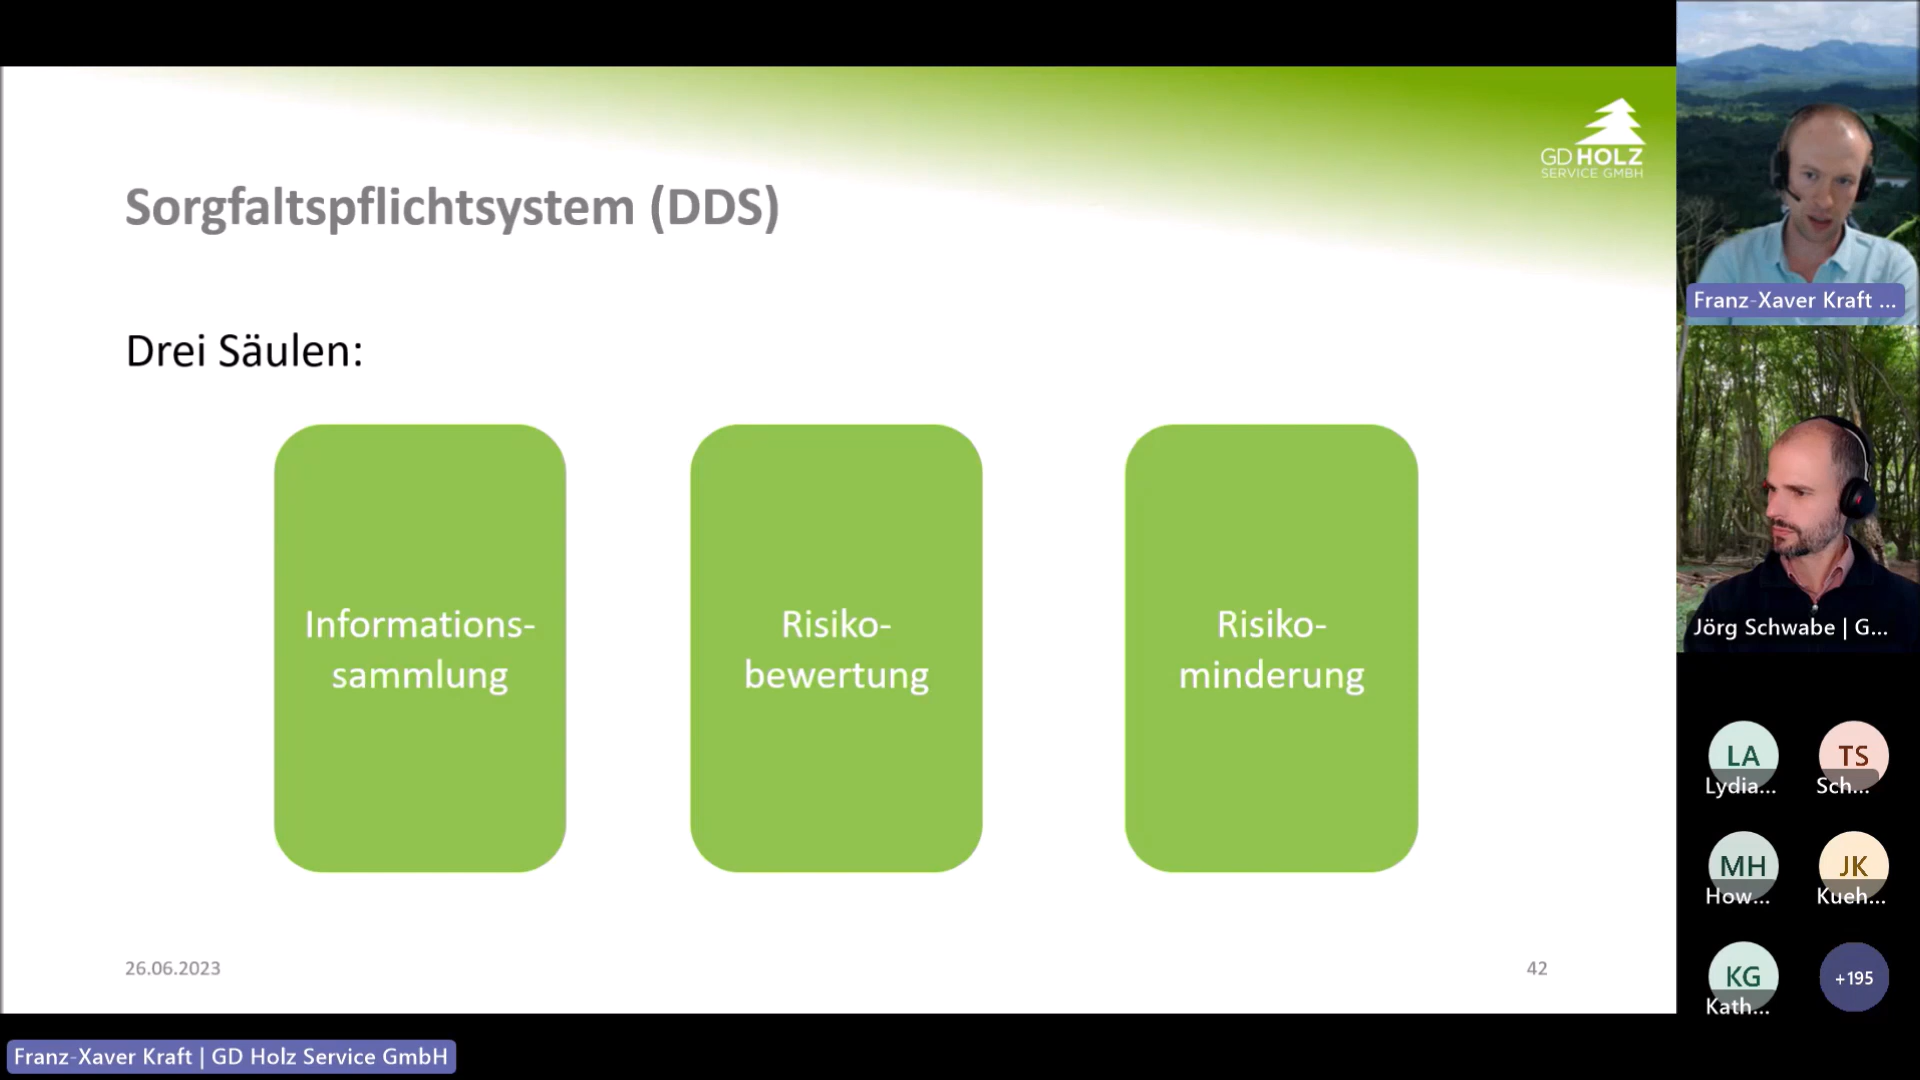 GD HOLZ
SERVICE GMBH
Sorgfaltspflichtsystem (DDS)
Drei Säulen:
Informations-
sammlung
Risiko-
bewertung
Risiko-
minderung
26.06.2023
42
Franz-Xaver Kraft ...
Jörg Schwabe | G...
LA
Lydia...
TS
Sch...
MH
How...
JK
Kueh...
KG
Kath...
+195
Franz-Xaver Kraft | GD Holz Service GmbH